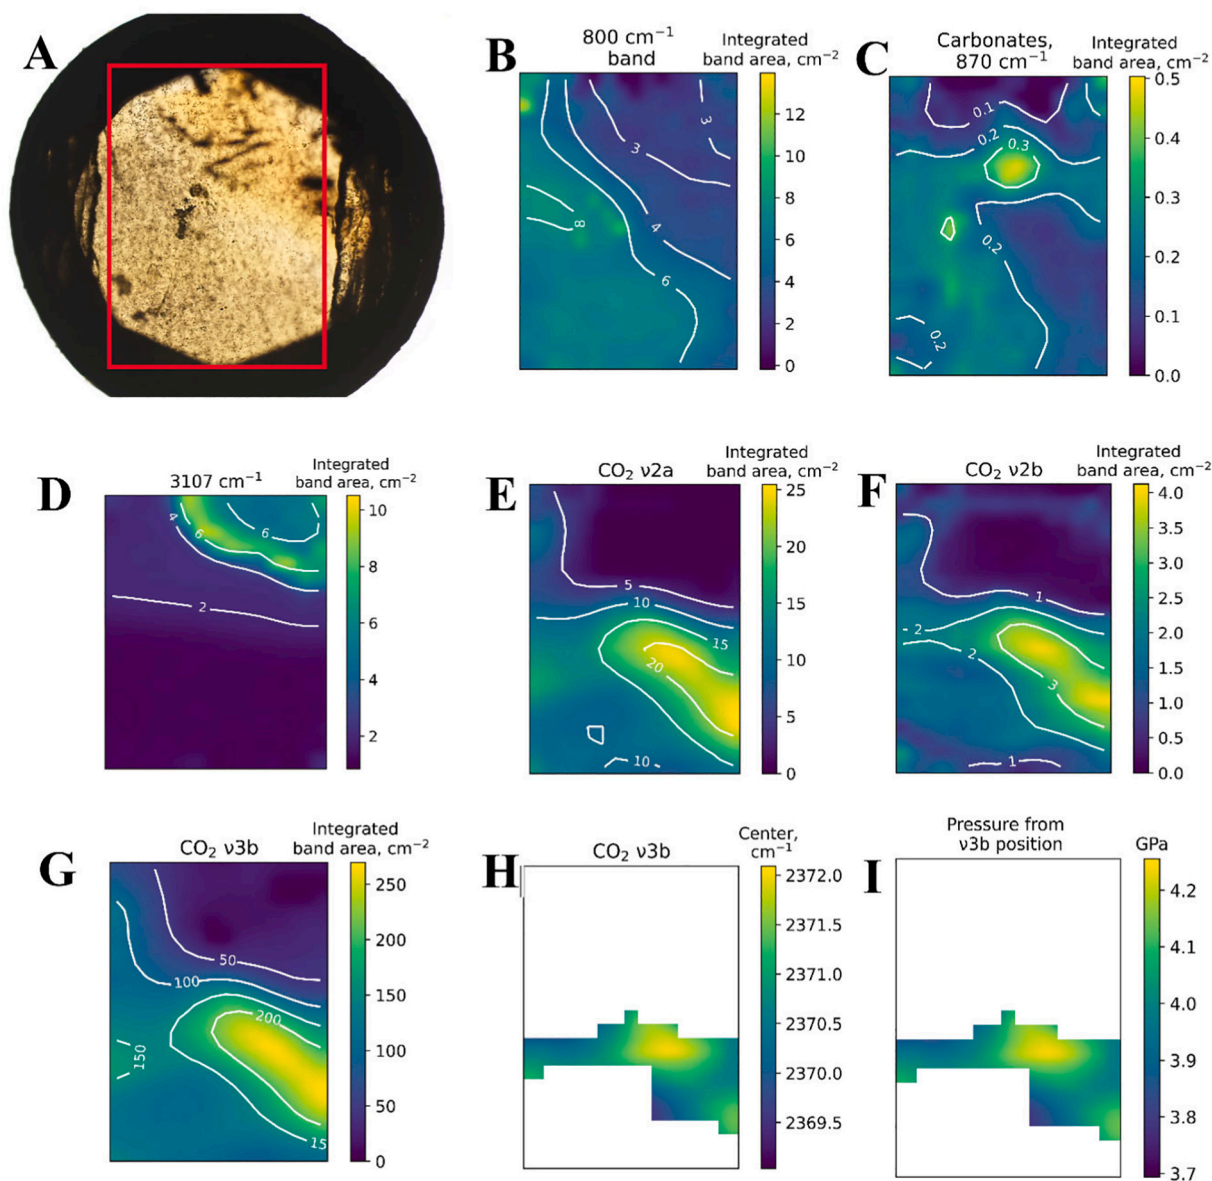 A
B
800 cm⁻¹
band
Integrated
band area, cm⁻²
3
3
4
6
8
12
10
8
6
4
2
0
C
Carbonates,
870 cm⁻¹
Integrated
band area, cm⁻²
0.1
0.2
0.3
0.2
0.2
0.5
0.4
0.3
0.2
0.1
0.0
D
3107 cm⁻¹
Integrated
band area, cm⁻²
4
6
6
2
10
8
6
4
2
E
CO₂ ν2a
Integrated
band area, cm⁻²
5
10
15
20
10
25
20
15
10
5
0
F
CO₂ ν2b
Integrated
band area, cm⁻²
1
2
2
3
1
4.0
3.5
3.0
2.5
2.0
1.5
1.0
0.5
0.0
G
CO₂ ν3b
Integrated
band area, cm⁻²
50
100
200
150
15
250
200
150
100
50
0
H
CO₂ ν3b
Center,
cm⁻¹
2372.0
2371.5
2371.0
2370.5
2370.0
2369.5
I
Pressure from
ν3b position
GPa
4.2
4.1
4.0
3.9
3.8
3.7